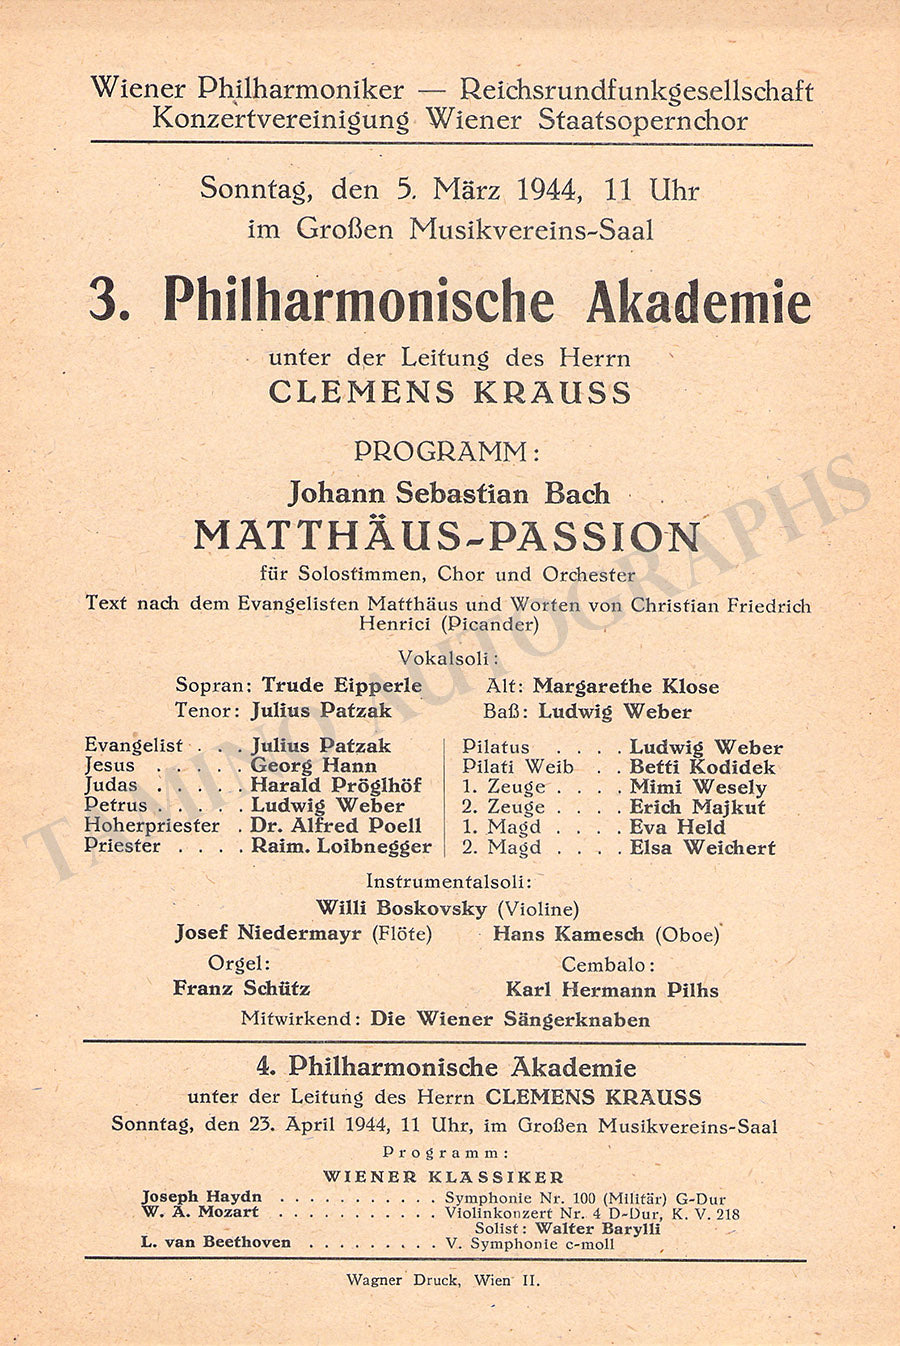 Wiener Philharmoniker — Reichsrundfunkgesellschaft
Konzertvereinigung Wiener Staatsopernchor
Sonntag, den 5. März 1944, 11 Uhr
im Großen Musikvereins-Saal
3. Philharmonische Akademie
unter der Leitung des Herrn
CLEMENS KRAUSS
PROGRAMM:
Johann Sebastian Bach
MATTHÄUS-PASSION
für Solostimmen, Chor und Orchester
Text nach dem Evangelisten Matthäus und Worten von Christian Friedrich
Henrici (Picander)
Vokalsoli:
Sopran: Trude Eipperle Alt: Margarethe Klose
Tenor: Julius Patzak Baß: Ludwig Weber
Evangelist . . . Julius Patzak
Jesus . . . . . Georg Hann
Judas . . . . . Harald Pröglhöf
Petrus . . . . . Ludwig Weber
Hoherpriester . Dr. Alfred Poell
Priester . . . . Raim. Loibnegger
Pilatus . . . . Ludwig Weber
Pilati Weib . . Betti Kodidek
1. Zeuge . . . . Mimi Wesely
2. Zeuge . . . . Erich Majkut
1. Magd . . . . Eva Held
2. Magd . . . . Elsa Weichert
Instrumentalsoli:
Willi Boskovsky (Violine)
Josef Niedermayr (Flöte) Hans Kamesch (Oboe)
Orgel: Cembalo:
Franz Schütz Karl Hermann Pilhs
Mitwirkend: Die Wiener Sängerknaben
4. Philharmonische Akademie
unter der Leitung des Herrn CLEMENS KRAUSS
Sonntag, den 23. April 1944, 11 Uhr, im Großen Musikvereins-Saal
Programm:
WIENER KLASSIKER
Joseph Haydn . . . . . . . . . . . Symphonie Nr. 100 (Militär) G-Dur
W. A. Mozart . . . . . . . . . . . Violinkonzert Nr. 4 D-Dur, K. V. 218
Solist: Walter Barylli
L. van Beethoven . . . . . . . . . V. Symphonie c-moll
Wagner Druck, Wien II.
TAMINO AUTOGRAPHS